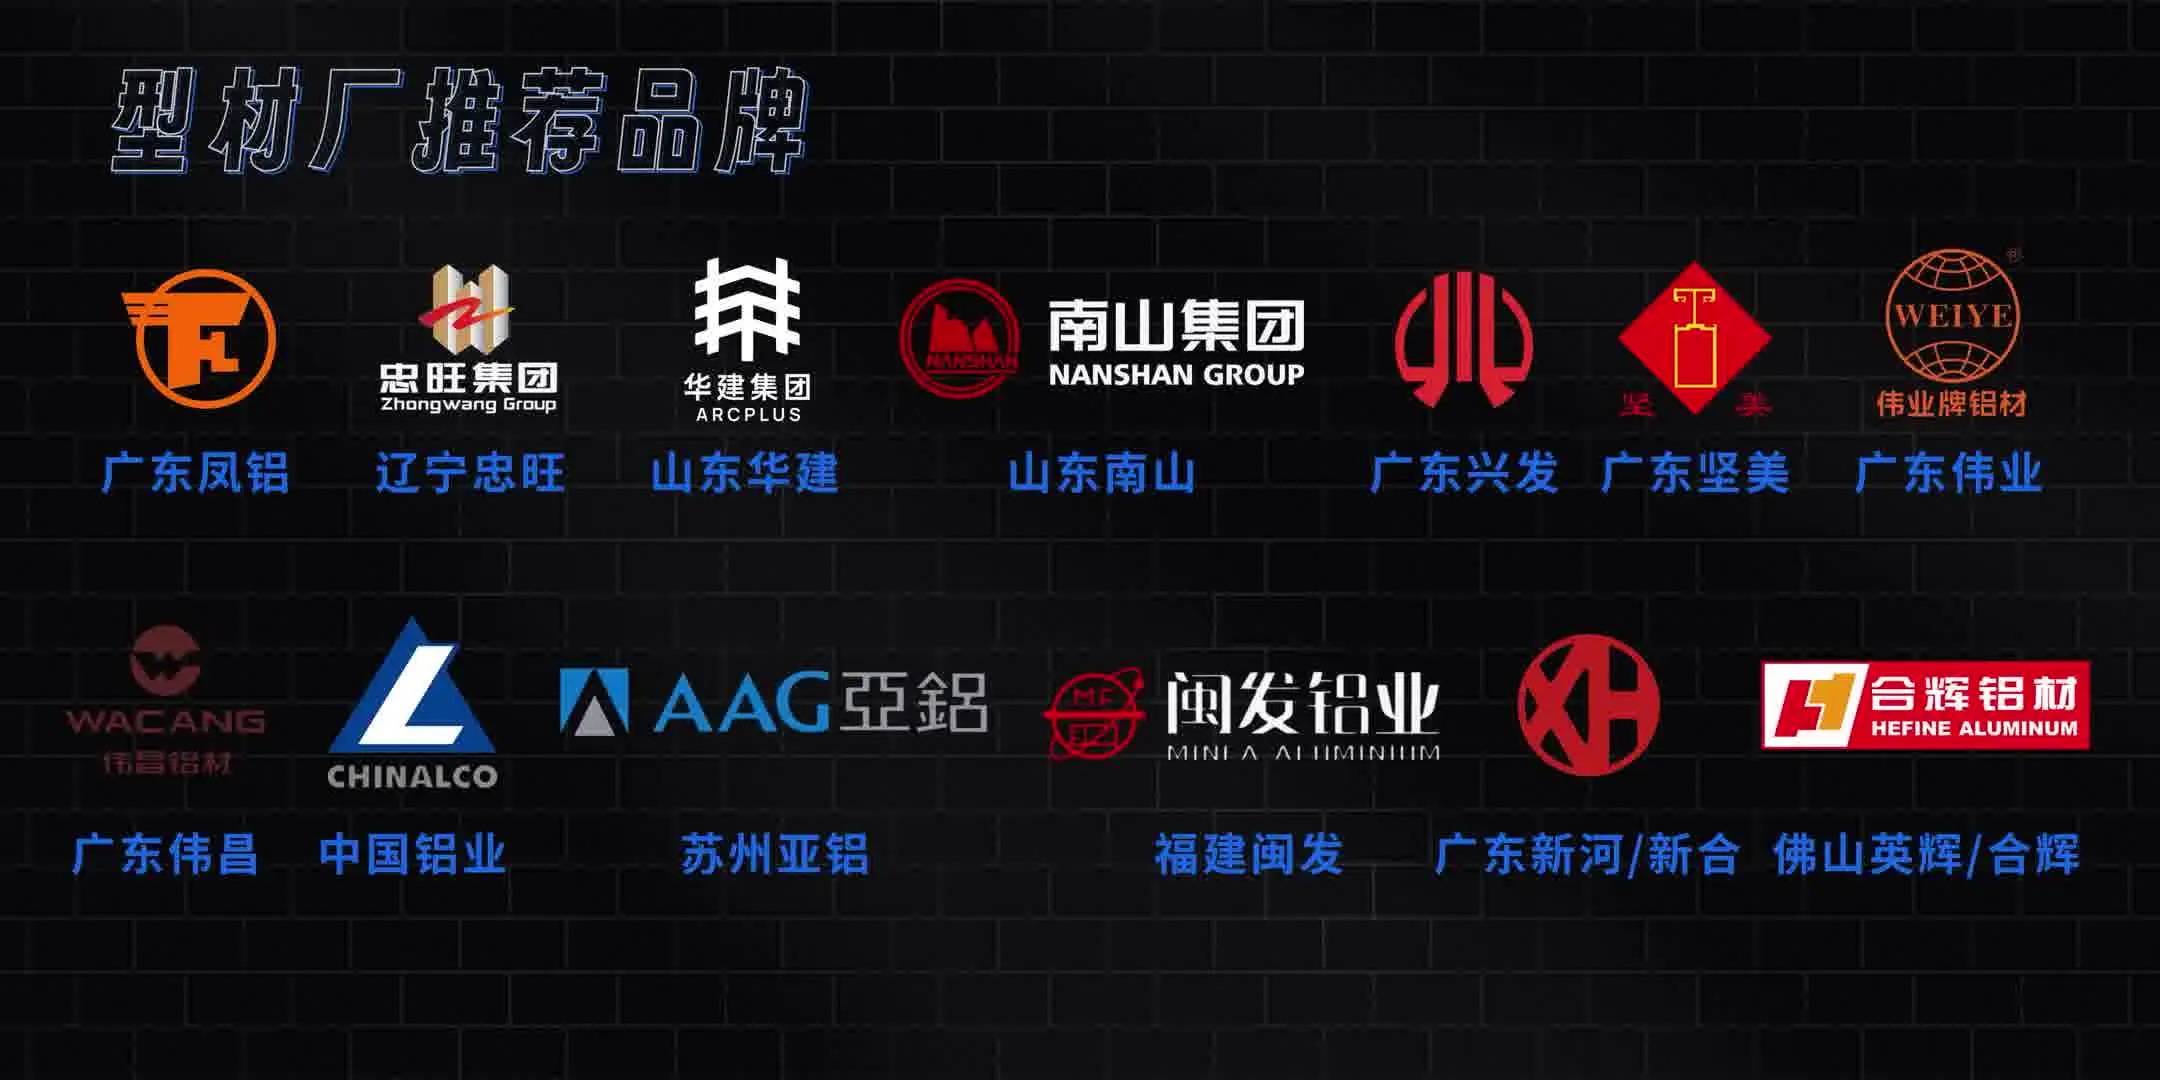 型材厂推荐品牌
忠旺集团
Zhongwang Group
华建集团
ARCPLUS
NANSHAN
南山集团
NANSHAN GROUP
坚 美
WEIYE
伟业牌铝材
广东凤铝 辽宁忠旺 山东华建 山东南山 广东兴发 广东坚美 广东伟业
WACANG
伟昌铝材
CHINALCO
AAG亞鋁
MF
闽发铝业
合辉铝材
HEFINE ALUMINUM
广东伟昌 中国铝业 苏州亚铝 福建闽发 广东新河/新合 佛山英辉/合辉